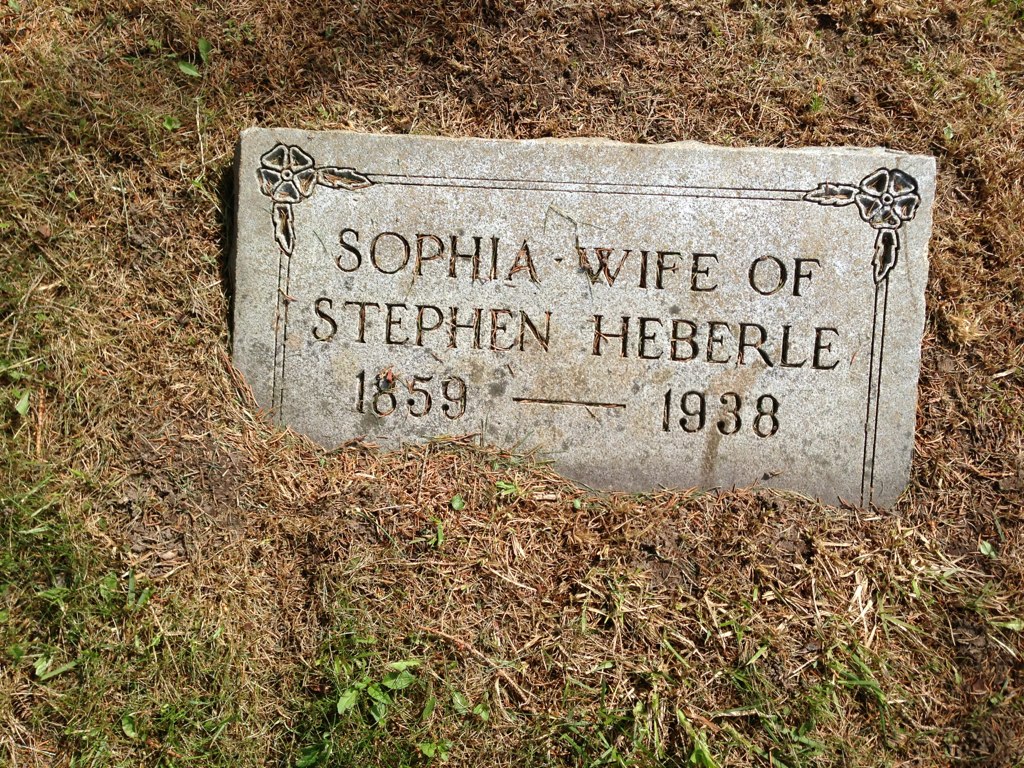 SOPHIA - WIFE OF
STEPHEN HEBERLE
1859 — 1938